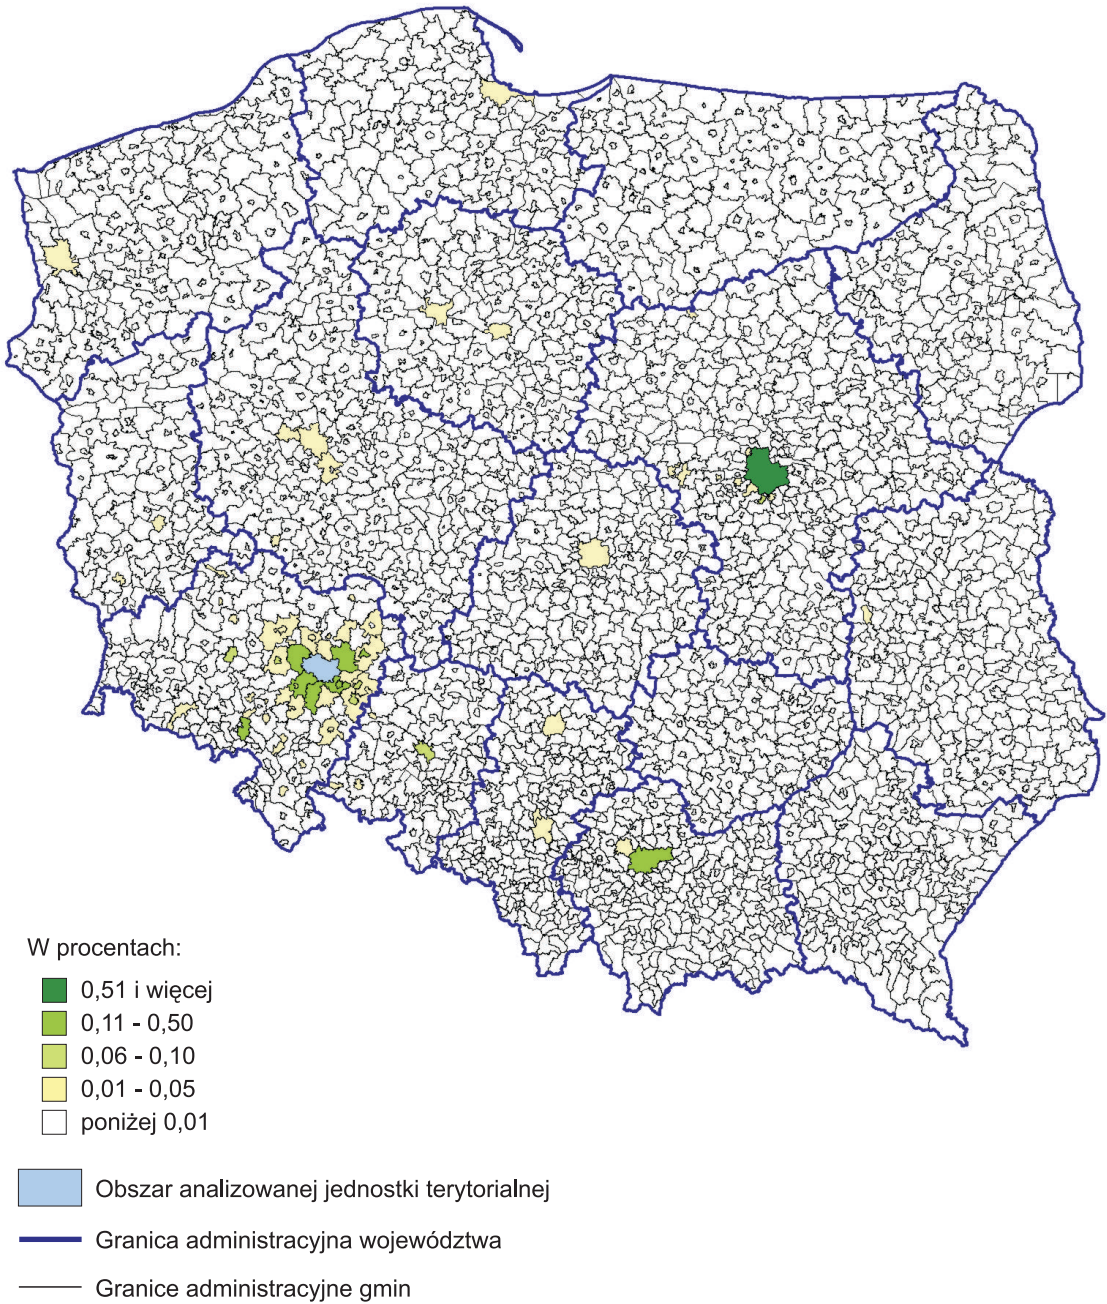 W procentach:
0,51 i więcej
0,11 - 0,50
0,06 - 0,10
0,01 - 0,05
poniżej 0,01
Obszar analizowanej jednostki terytorialnej
Granica administracyjna województwa
Granice administracyjne gmin